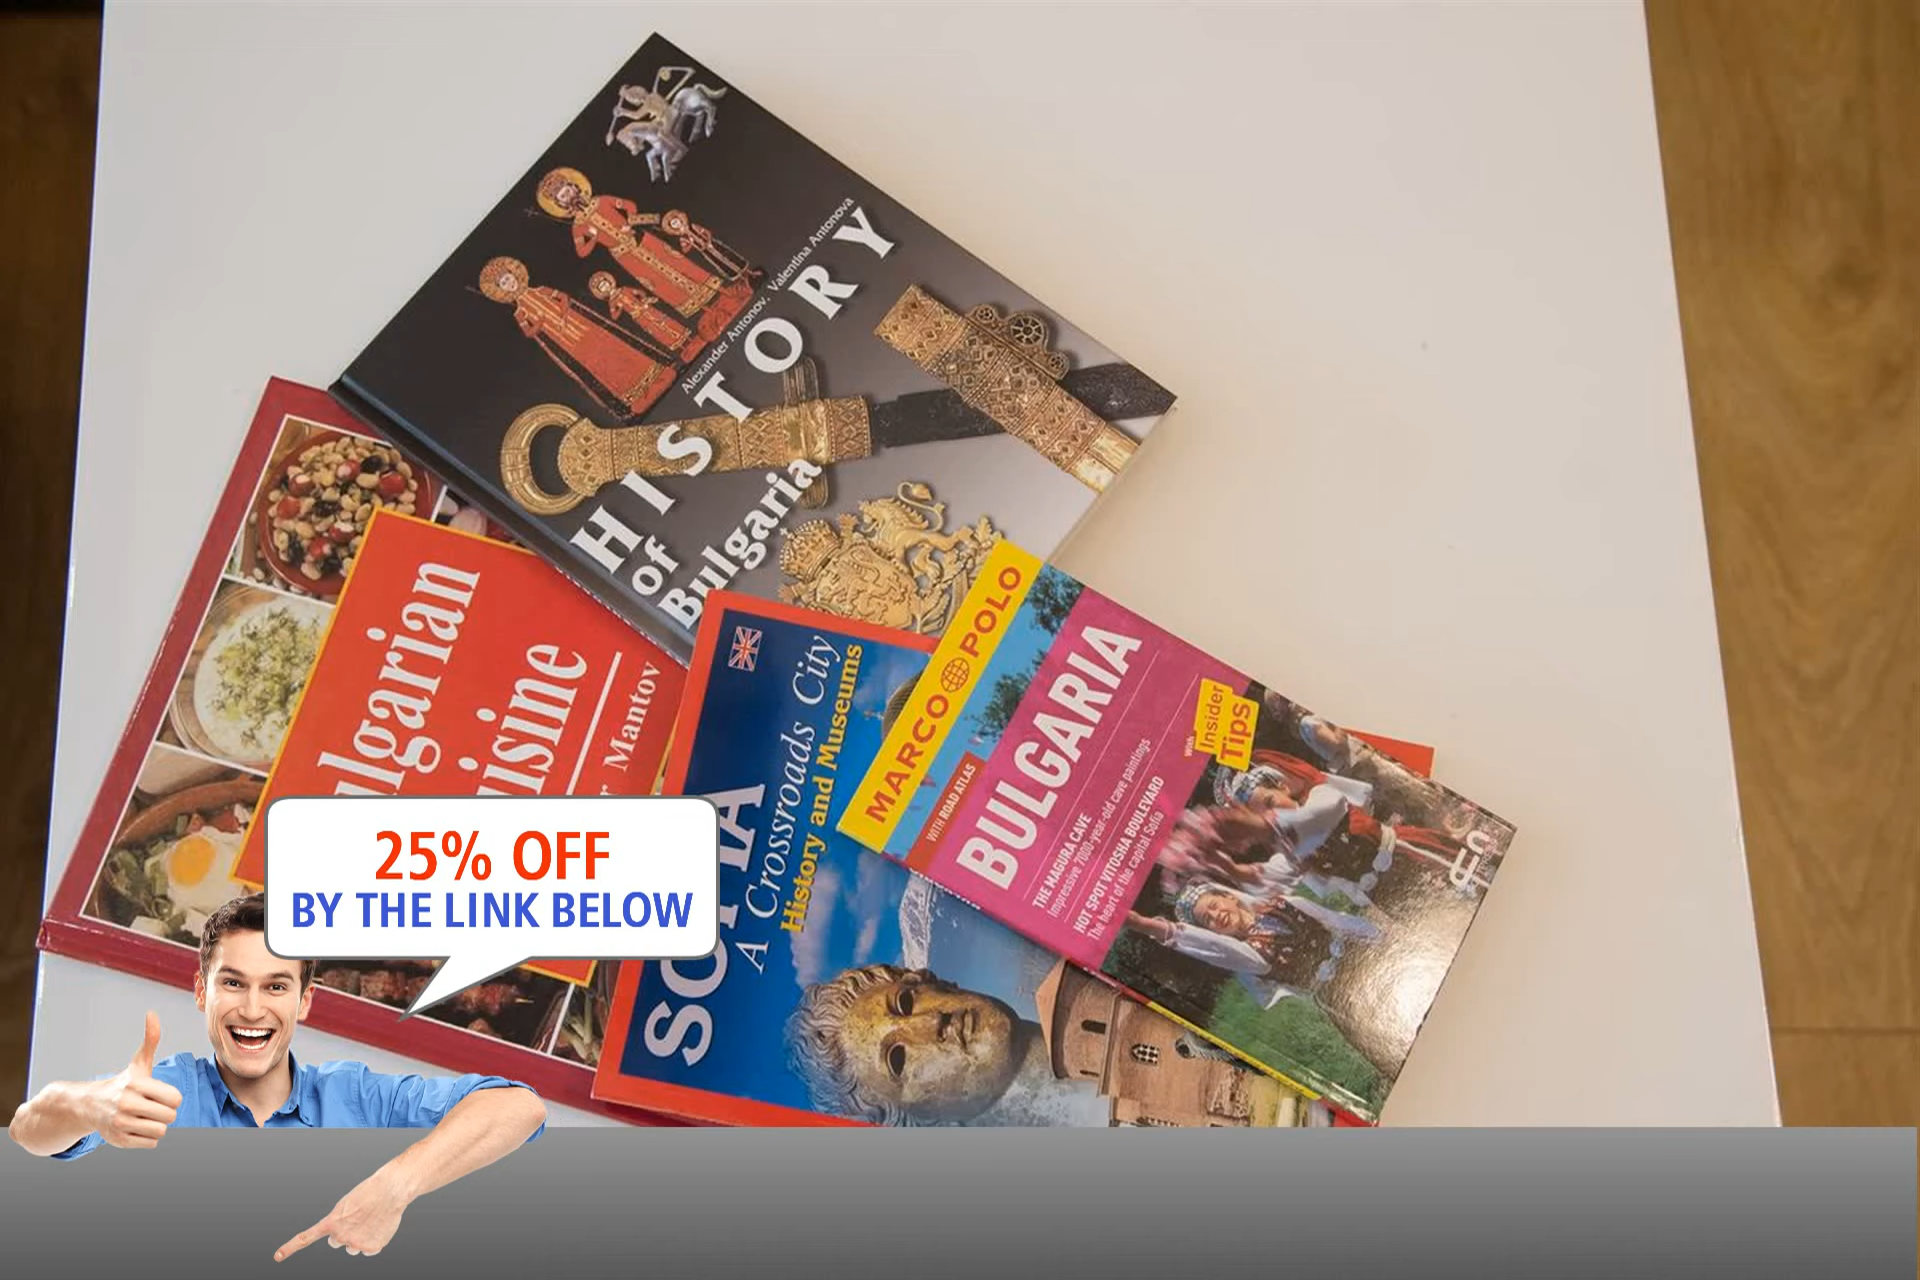 Alexander Antonov, Valentina Antonova
HISTORY
of
Bulgaria
MARCO POLO
WITH ROAD ATLAS
BULGARIA
With
Insider
Tips
THE MAGURA CAVE
Impressive 7000-year-old cave paintings
HOT SPOT VITOSHA BOULEVARD
The heart of the capital Sofia
SOFIA
A Crossroads City
History and Museums
ulgarian
uisine
r Mantov
25% OFF
BY THE LINK BELOW